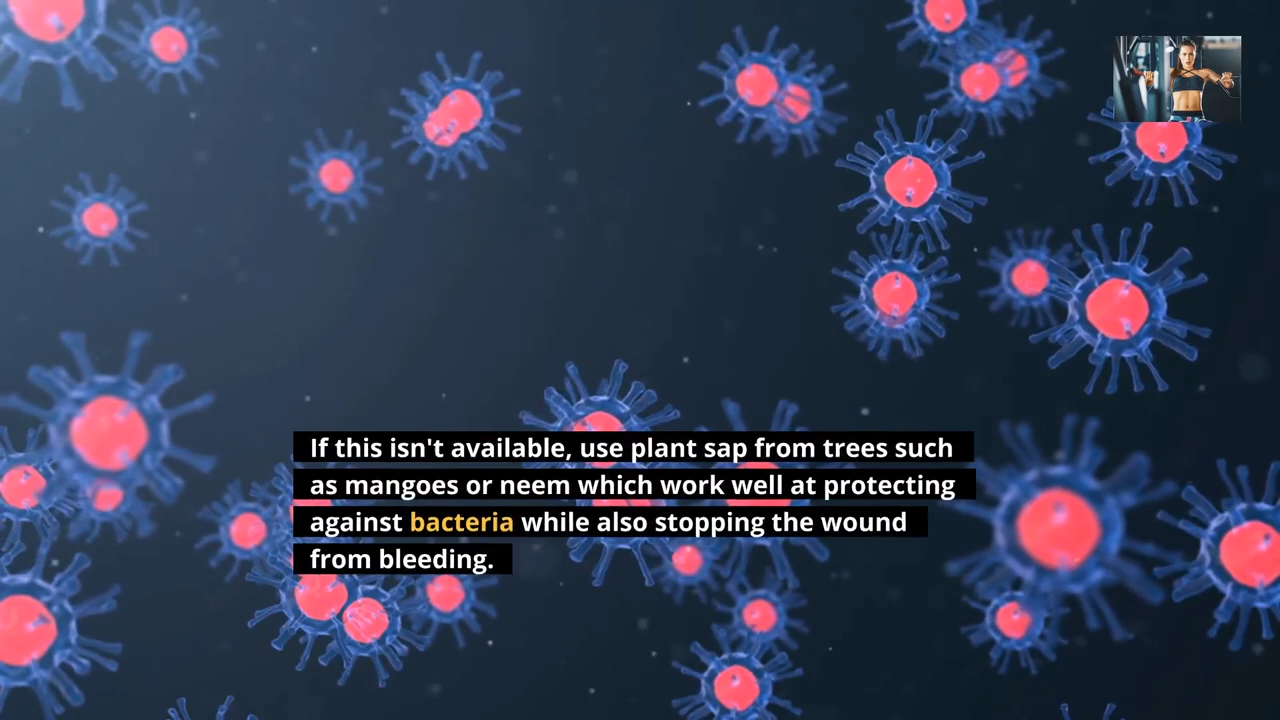 If this isn't available, use plant sap from trees such
as mangoes or neem which work well at protecting
against bacteria while also stopping the wound
from bleeding.